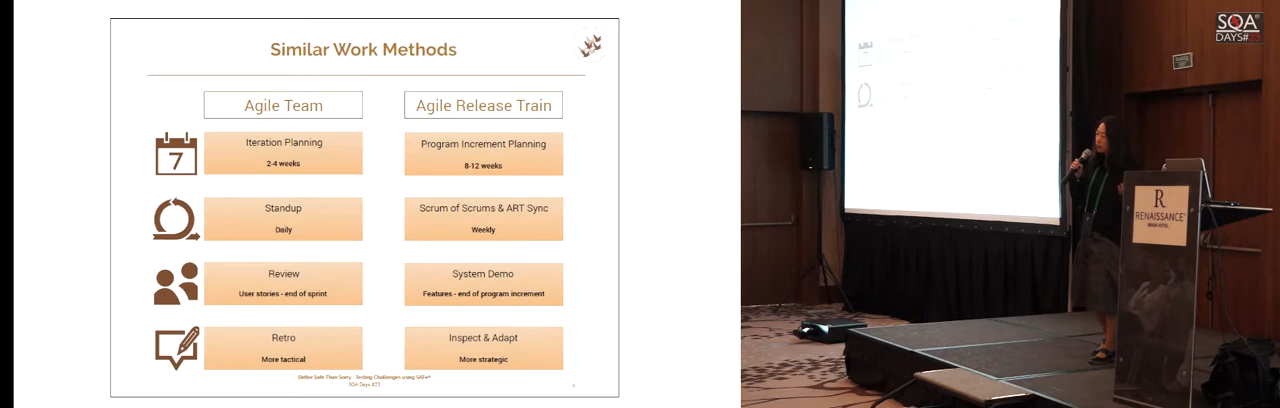 Similar Work Methods
Agile Team
Agile Release Train
7
Iteration Planning
2-4 weeks
Program Increment Planning
8-12 weeks
Standup
Daily
Scrum of Scrums & ART Sync
Weekly
Review
User stories - end of sprint
System Demo
Features - end of program increment
Retro
More tactical
Inspect & Adapt
More strategic
Better Safe Than Sorry - Testing Challenges using SAFe®
SQA Days #23
SQA
DAYS#23
R
RENAISSANCE